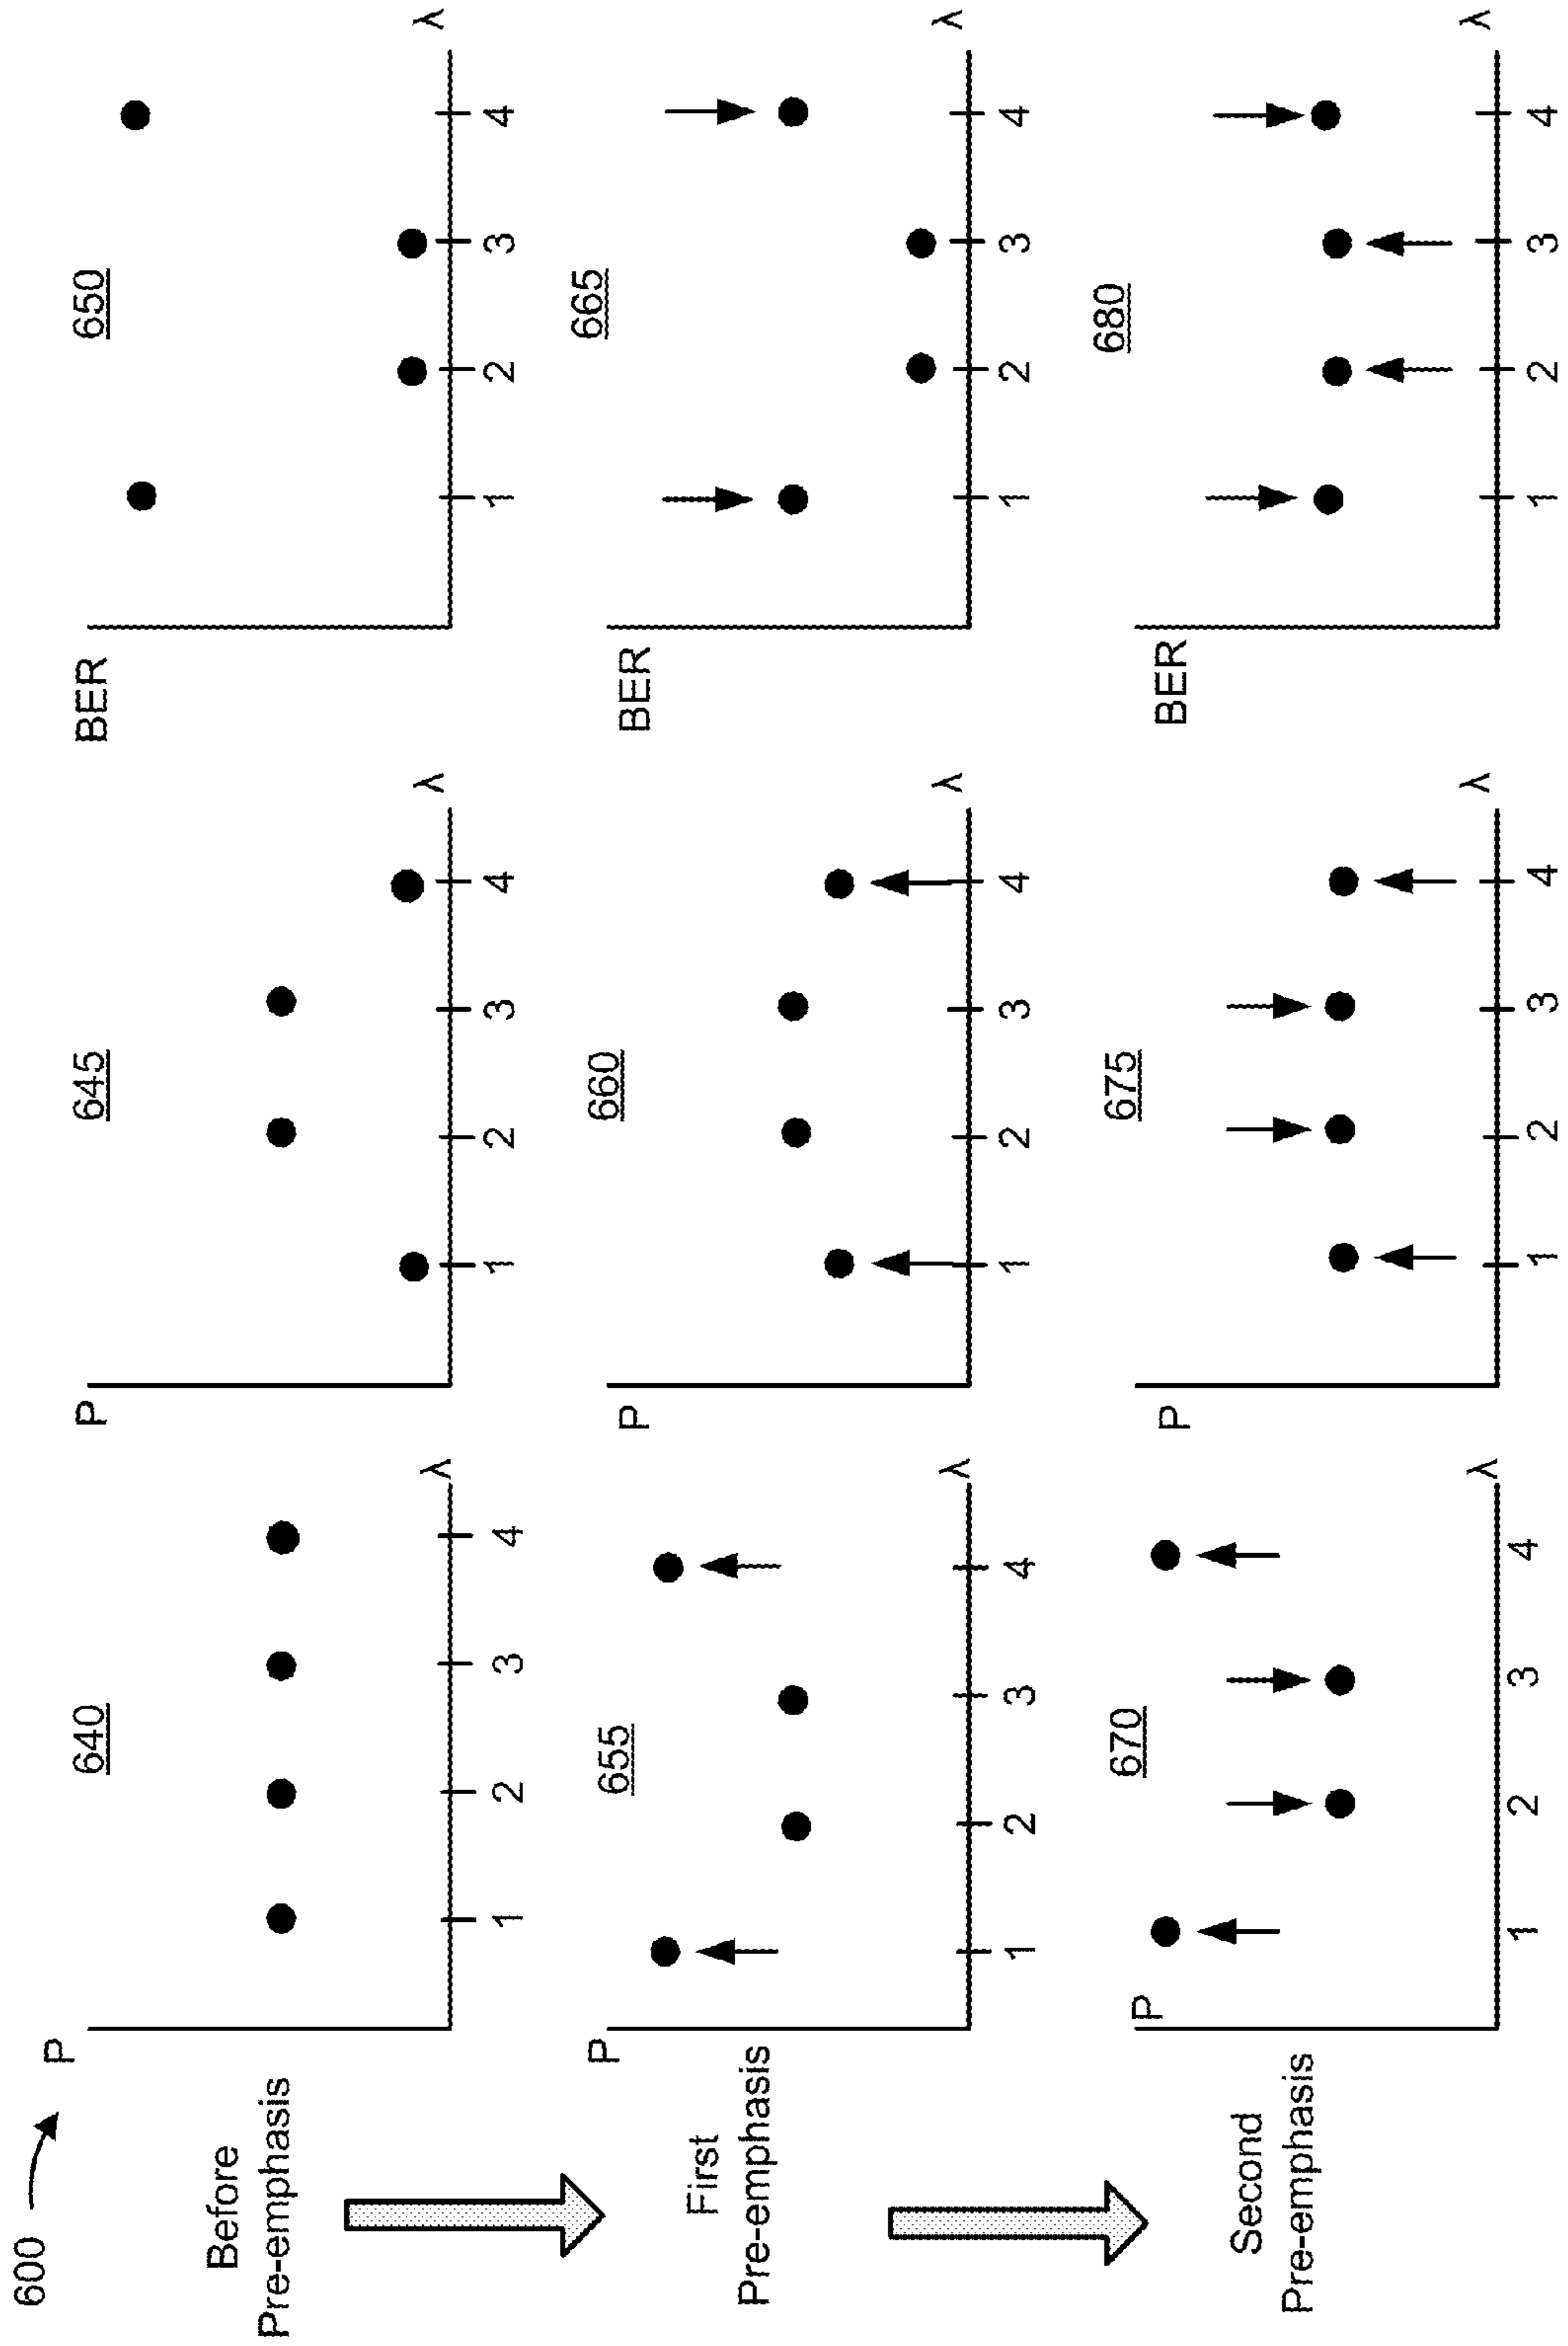 600
Before
Pre-emphasis
P
640
1 2 3 4 λ
P
645
1 2 3 4 λ
BER
650
1 2 3 4 λ
First
Pre-emphasis
P
655
1 2 3 4 λ
P
660
1 2 3 4 λ
BER
665
1 2 3 4 λ
Second
Pre-emphasis
P
670
1 2 3 4 λ
P
675
1 2 3 4 λ
BER
680
1 2 3 4 λ